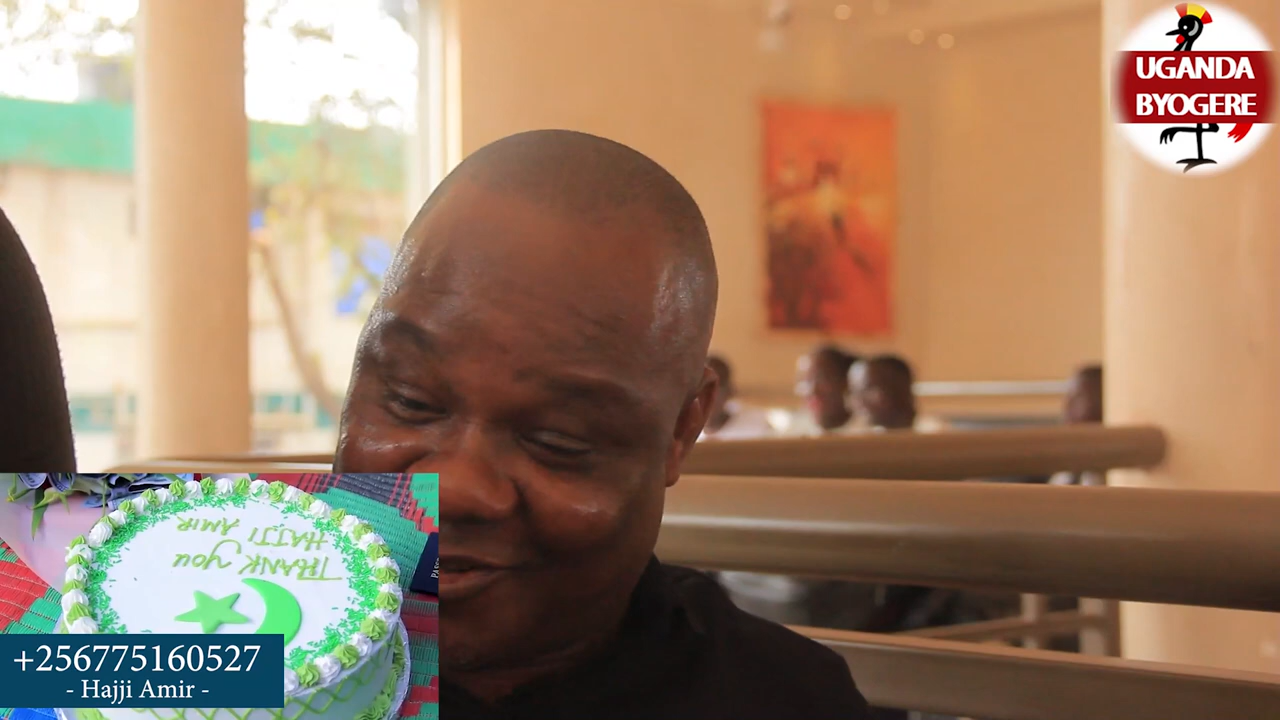 UGANDA
BYOGERE
THANK YOU
HAJJI AMIR
+256775160527
- Hajji Amir -